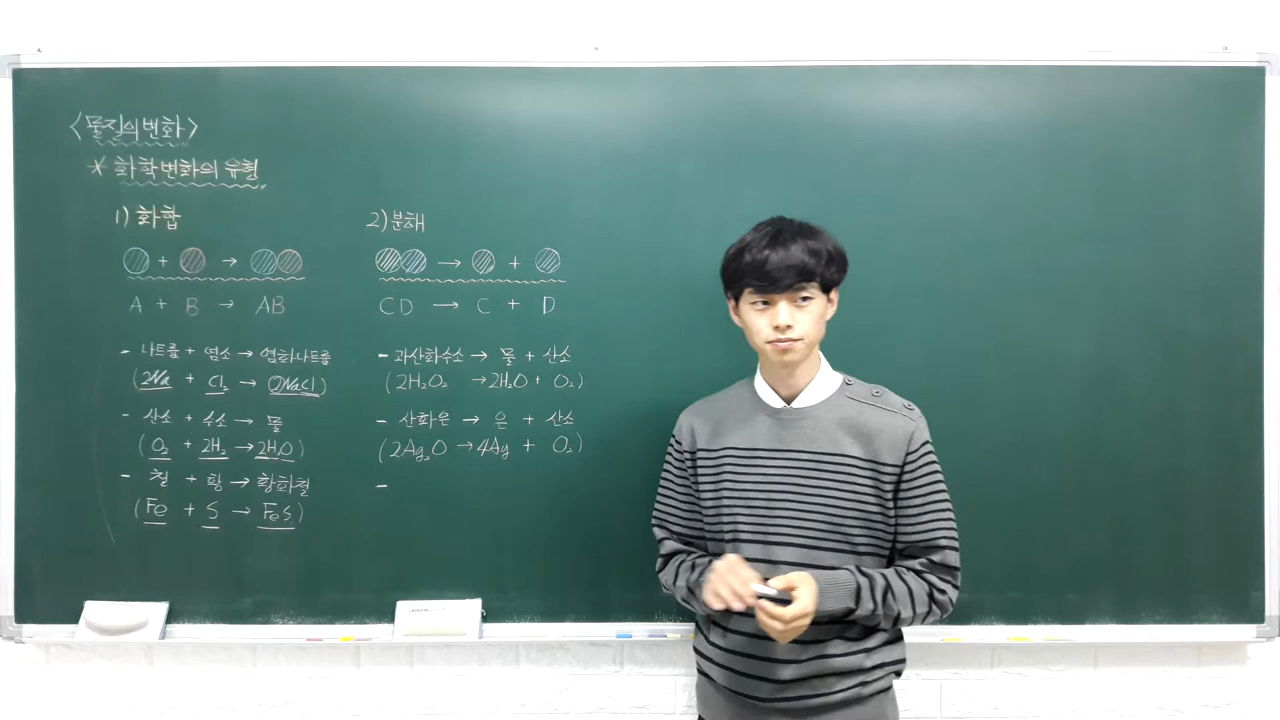 <물질의 변화>
* 화학 변화의 유형
1) 화합
+ →
A + B → AB
- 나트륨 + 염소 → 염화나트륨
(2Na + Cl₂ → 2NaCl)
- 산소 + 수소 → 물
(O₂ + 2H₂ → 2H₂O)
- 철 + 황 → 황화철
(Fe + S → FeS)
2) 분해
→ +
CD → C + D
- 과산화수소 → 물 + 산소
(2H₂O₂ → 2H₂O + O₂)
- 산화은 → 은 + 산소
(2Ag₂O → 4Ag + O₂)
-